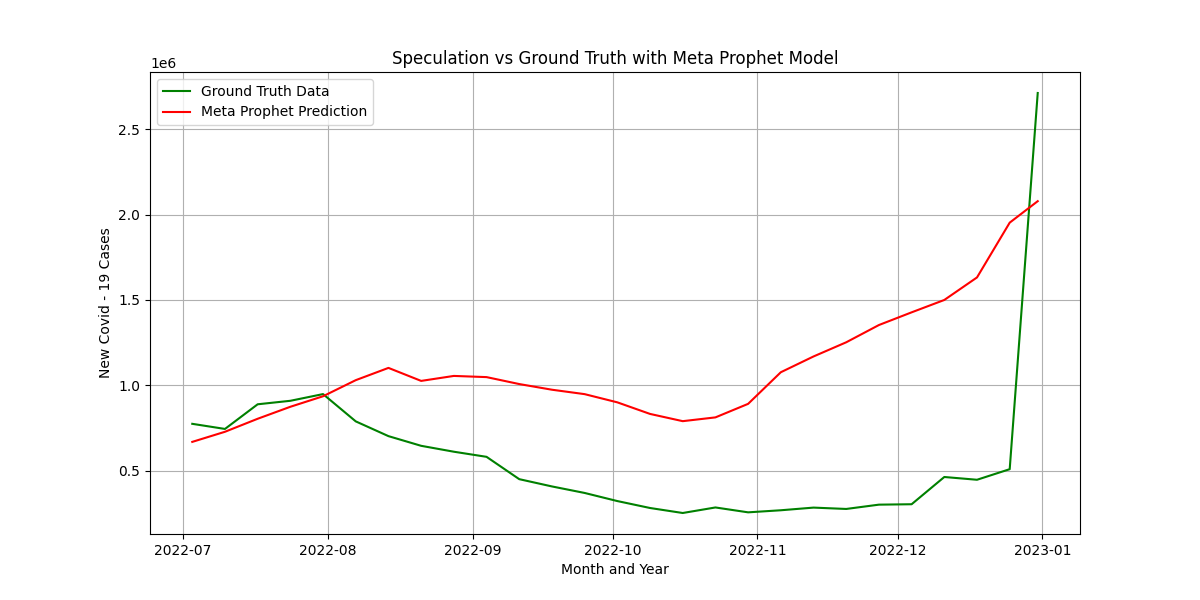 Speculation vs Ground Truth with Meta Prophet Model
1e6
Ground Truth Data
Meta Prophet Prediction
2.5
2.0
1.5
1.0
0.5
New Covid - 19 Cases
2022-07 2022-08 2022-09 2022-10 2022-11 2022-12 2023-01
Month and Year